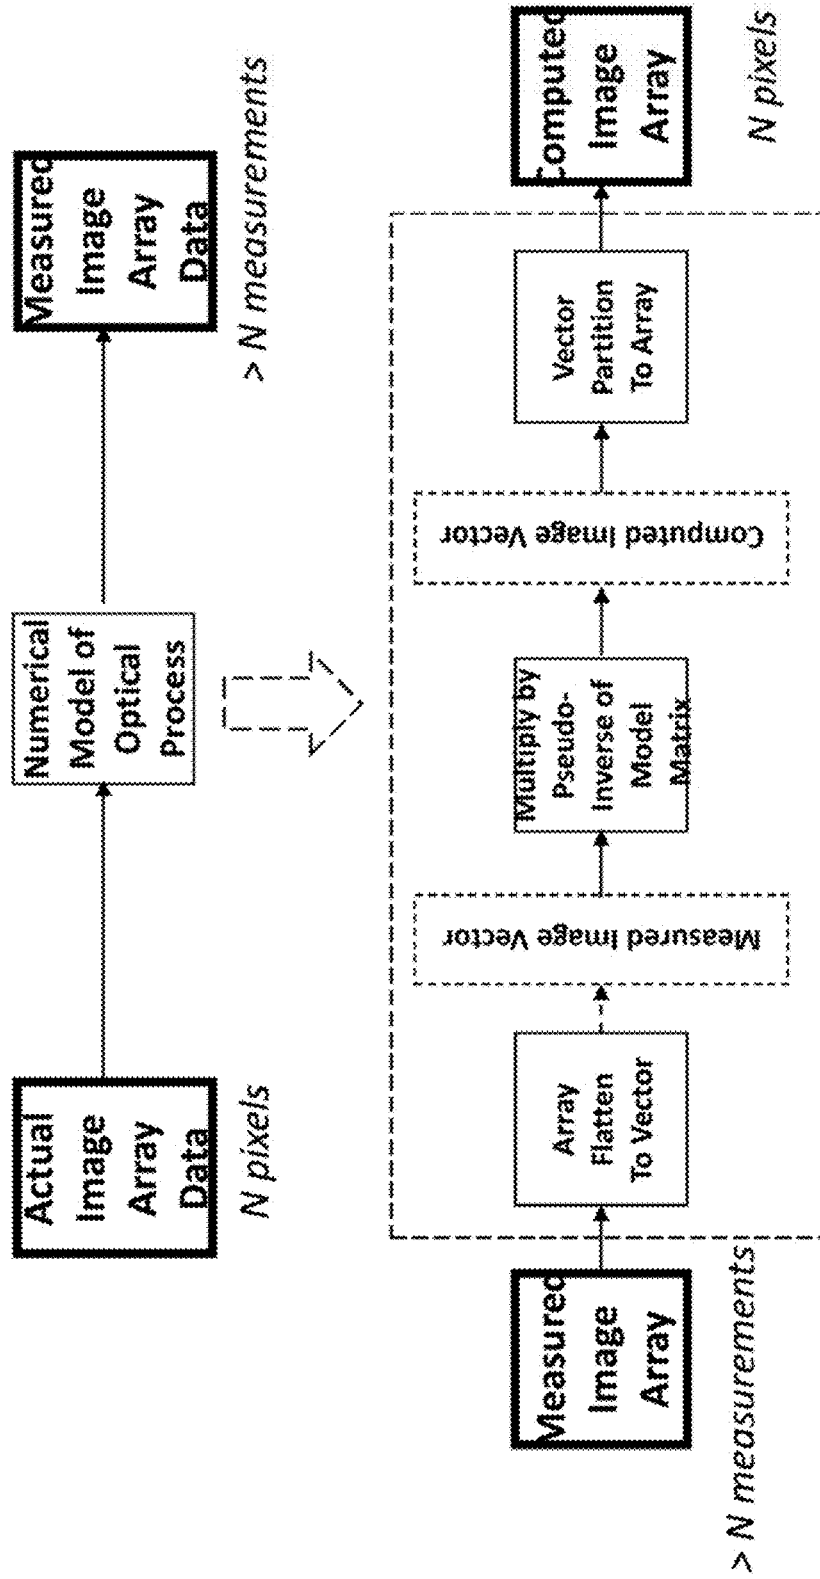 Actual
Image
Array
Data
N pixels
Numerical
Model of
Optical
Process
Measured
Image
Array
Data
> N measurements
Measured
Image
Array
> N measurements
Array
Flatten
To Vector
Measured Image Vector
Multiply by
Pseudo-
Inverse of
Model
Matrix
Computed Image Vector
Vector
Partition
To Array
Computed
Image
Array
N pixels